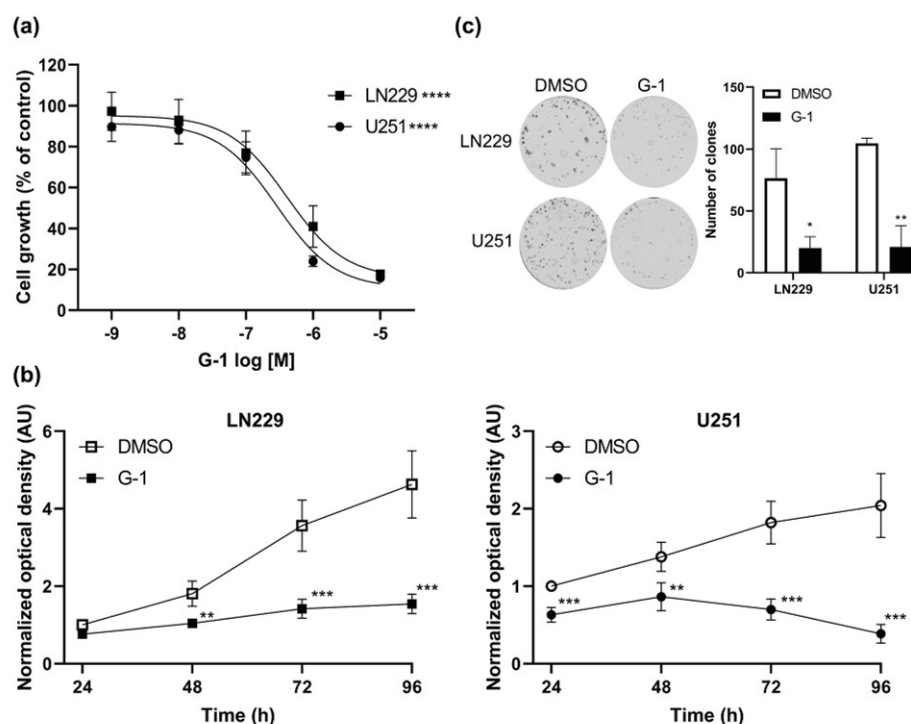 (a)
120
100
80
60
40
20
0
Cell growth (% of control)
LN229 ****
U251 ****
-9 -8 -7 -6 -5
G-1 log [M]
(c)
DMSO G-1
LN229
U251
150
100
50
0
Number of clones
DMSO
G-1
* **
LN229 U251
(b)
LN229
6
4
2
0
Normalized optical density (AU)
DMSO
G-1
** *** ***
24 48 72 96
Time (h)
U251
3
2
1
0
Normalized optical density (AU)
DMSO
G-1
*** ** *** ***
24 48 72 96
Time (h)